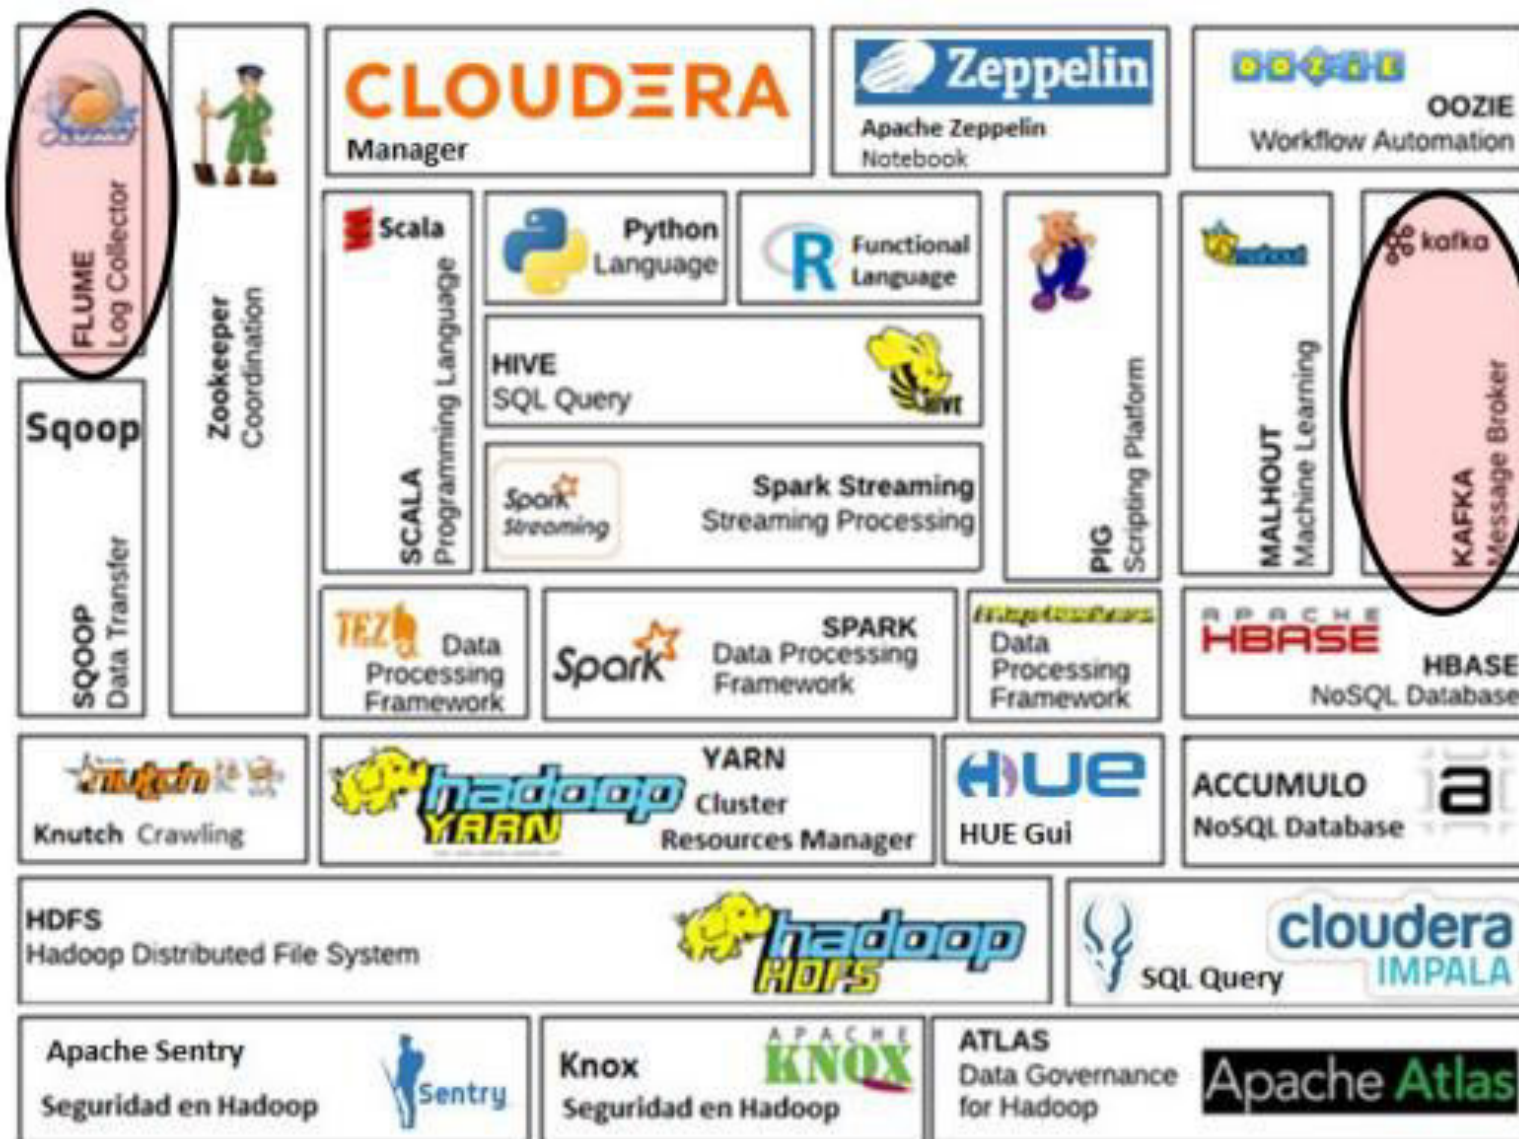 FLUME
Log Collector
Sqoop
SQOOP
Data Transfer
Zookeeper
Coordination
CLOUDERA
Manager
Zeppelin
Apache Zeppelin
Notebook
OOZIE
OOZIE
Workflow Automation
Scala
SCALA
Programming Language
Python
Language
R
Functional
Language
HIVE
SQL Query
HIVE
Spark
Streaming
Spark Streaming
Streaming Processing
PIG
Scripting Platform
mahout
MALHOUT
Machine Learning
kafka
KAFKA
Message Broker
TEZ
Data
Processing
Framework
Spark
SPARK
Data Processing
Framework
Data
Processing
Framework
APACHE
HBASE
HBASE
NoSQL Database
nutch
Knutch Crawling
hadoop
YARN
YARN
Cluster
Resources Manager
HUE
HUE Gui
ACCUMULO
NoSQL Database
a
HDFS
Hadoop Distributed File System
hadoop
HDFS
SQL Query
cloudera
IMPALA
Apache Sentry
Seguridad en Hadoop
Sentry
Knox
Seguridad en Hadoop
APACHE
KNOX
ATLAS
Data Governance
for Hadoop
Apache Atlas